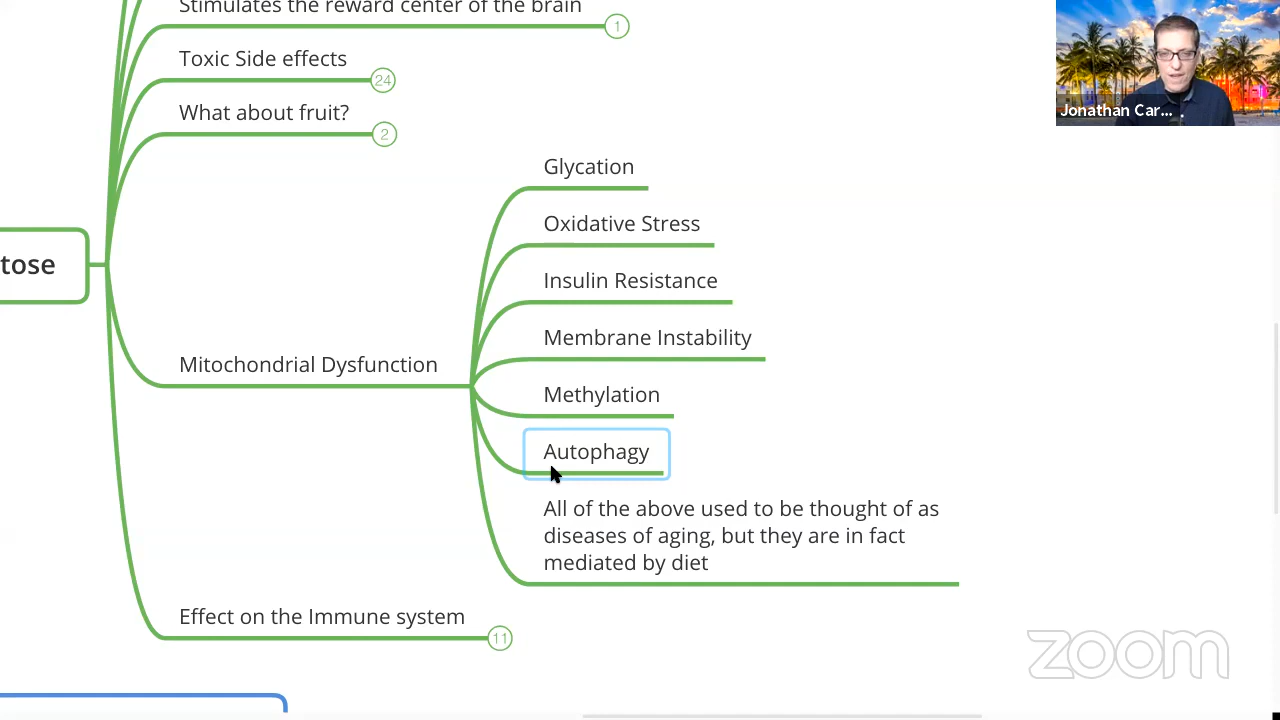 Stimulates the reward center of the brain
1
Toxic Side effects
24
What about fruit?
2
tose
Mitochondrial Dysfunction
Glycation
Oxidative Stress
Insulin Resistance
Membrane Instability
Methylation
Autophagy
All of the above used to be thought of as
diseases of aging, but they are in fact
mediated by diet
Effect on the Immune system
11
Jonathan Car...
zoom